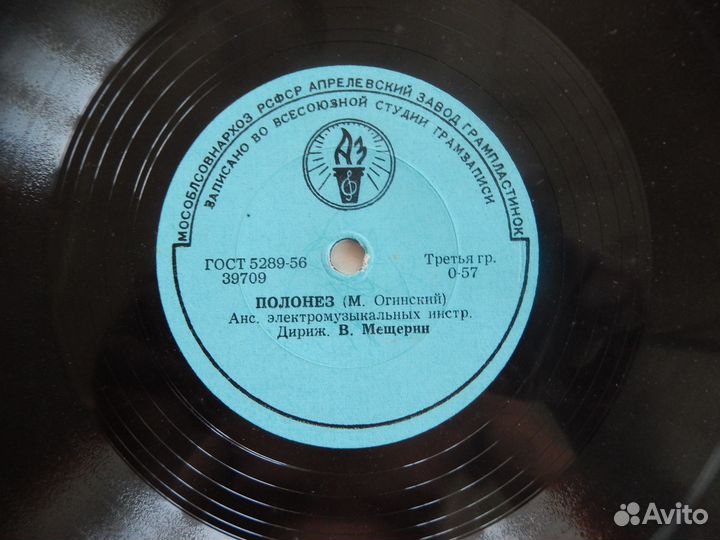 МОСОБЛСОВНАРХОЗ РСФСР АПРЕЛЕВСКИЙ ЗАВОД ГРАМПЛАСТИНОК
ЗАПИСАНО ВО ВСЕСОЮЗНОЙ СТУДИИ ГРАМЗАПИСИ
АЗ
ГОСТ 5289-56
39709
Третья гр.
0-57
ПОЛОНЕЗ (М. Огинский)
Анс. электромузыкальных инстр.
Дириж. В. Мещерин
Avito